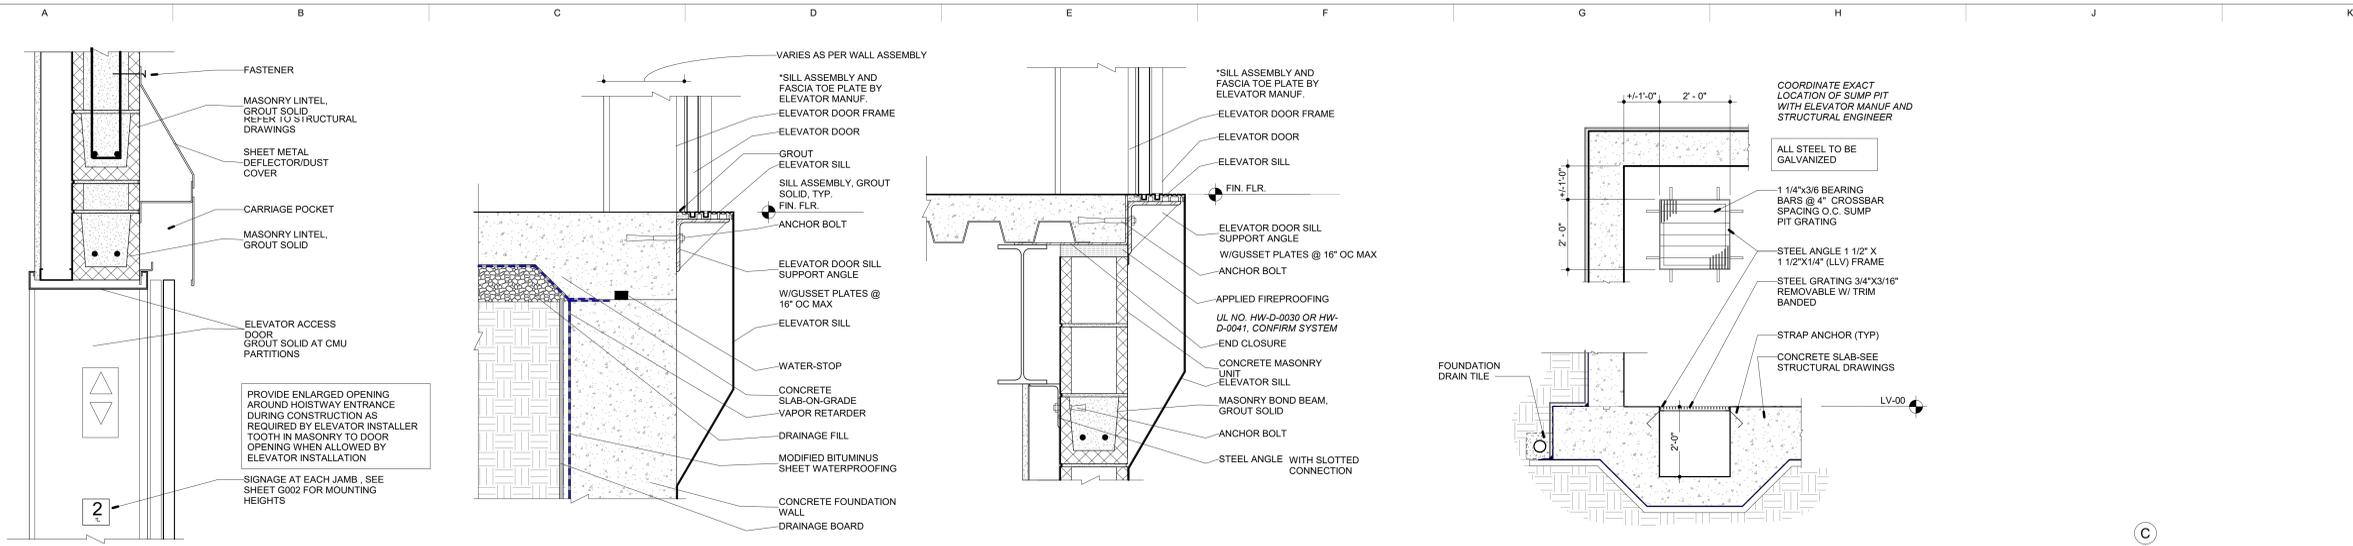 A
B
C
D
E
F
G
H
J
K
FASTENER
MASONRY LINTEL,
GROUT SOLID
REFER TO STRUCTURAL
DRAWINGS
SHEET METAL
DEFLECTOR/DUST
COVER
CARRIAGE POCKET
MASONRY LINTEL,
GROUT SOLID
ELEVATOR ACCESS
DOOR
GROUT SOLID AT CMU
PARTITIONS
PROVIDE ENLARGED OPENING
AROUND HOISTWAY ENTRANCE
DURING CONSTRUCTION AS
REQUIRED BY ELEVATOR INSTALLER
TOOTH IN MASONRY TO DOOR
OPENING WHEN ALLOWED BY
ELEVATOR INSTALLATION
SIGNAGE AT EACH JAMB , SEE
SHEET G002 FOR MOUNTING
HEIGHTS
2
VARIES AS PER WALL ASSEMBLY
*SILL ASSEMBLY AND
FASCIA TOE PLATE BY
ELEVATOR MANUF.
ELEVATOR DOOR FRAME
ELEVATOR DOOR
GROUT
ELEVATOR SILL
SILL ASSEMBLY, GROUT
SOLID, TYP.
FIN. FLR.
ANCHOR BOLT
ELEVATOR DOOR SILL
SUPPORT ANGLE
W/GUSSET PLATES @
16" OC MAX
ELEVATOR SILL
WATER-STOP
CONCRETE
SLAB-ON-GRADE
VAPOR RETARDER
DRAINAGE FILL
MODIFIED BITUMINUS
SHEET WATERPROOFING
CONCRETE FOUNDATION
WALL
DRAINAGE BOARD
*SILL ASSEMBLY AND
FASCIA TOE PLATE BY
ELEVATOR MANUF.
ELEVATOR DOOR FRAME
ELEVATOR DOOR
ELEVATOR SILL
FIN. FLR.
ELEVATOR DOOR SILL
SUPPORT ANGLE
W/GUSSET PLATES @ 16" OC MAX
ANCHOR BOLT
APPLIED FIREPROOFING
UL NO. HW-D-0030 OR HW-
D-0041, CONFIRM SYSTEM
END CLOSURE
CONCRETE MASONRY
UNIT
ELEVATOR SILL
MASONRY BOND BEAM,
GROUT SOLID
ANCHOR BOLT
STEEL ANGLE WITH SLOTTED
CONNECTION
+/-1'-0"
2' - 0"
+/-1'-0"
2' - 0"
COORDINATE EXACT
LOCATION OF SUMP PIT
WITH ELEVATOR MANUF AND
STRUCTURAL ENGINEER
ALL STEEL TO BE
GALVANIZED
1 1/4"x3/6 BEARING
BARS @ 4" CROSSBAR
SPACING O.C. SUMP
PIT GRATING
STEEL ANGLE 1 1/2" X
1 1/2"X1/4" (LLV) FRAME
STEEL GRATING 3/4"X3/16"
REMOVABLE W/ TRIM
BANDED
STRAP ANCHOR (TYP)
CONCRETE SLAB-SEE
STRUCTURAL DRAWINGS
FOUNDATION
DRAIN TILE
2'-0"
LV-00
C